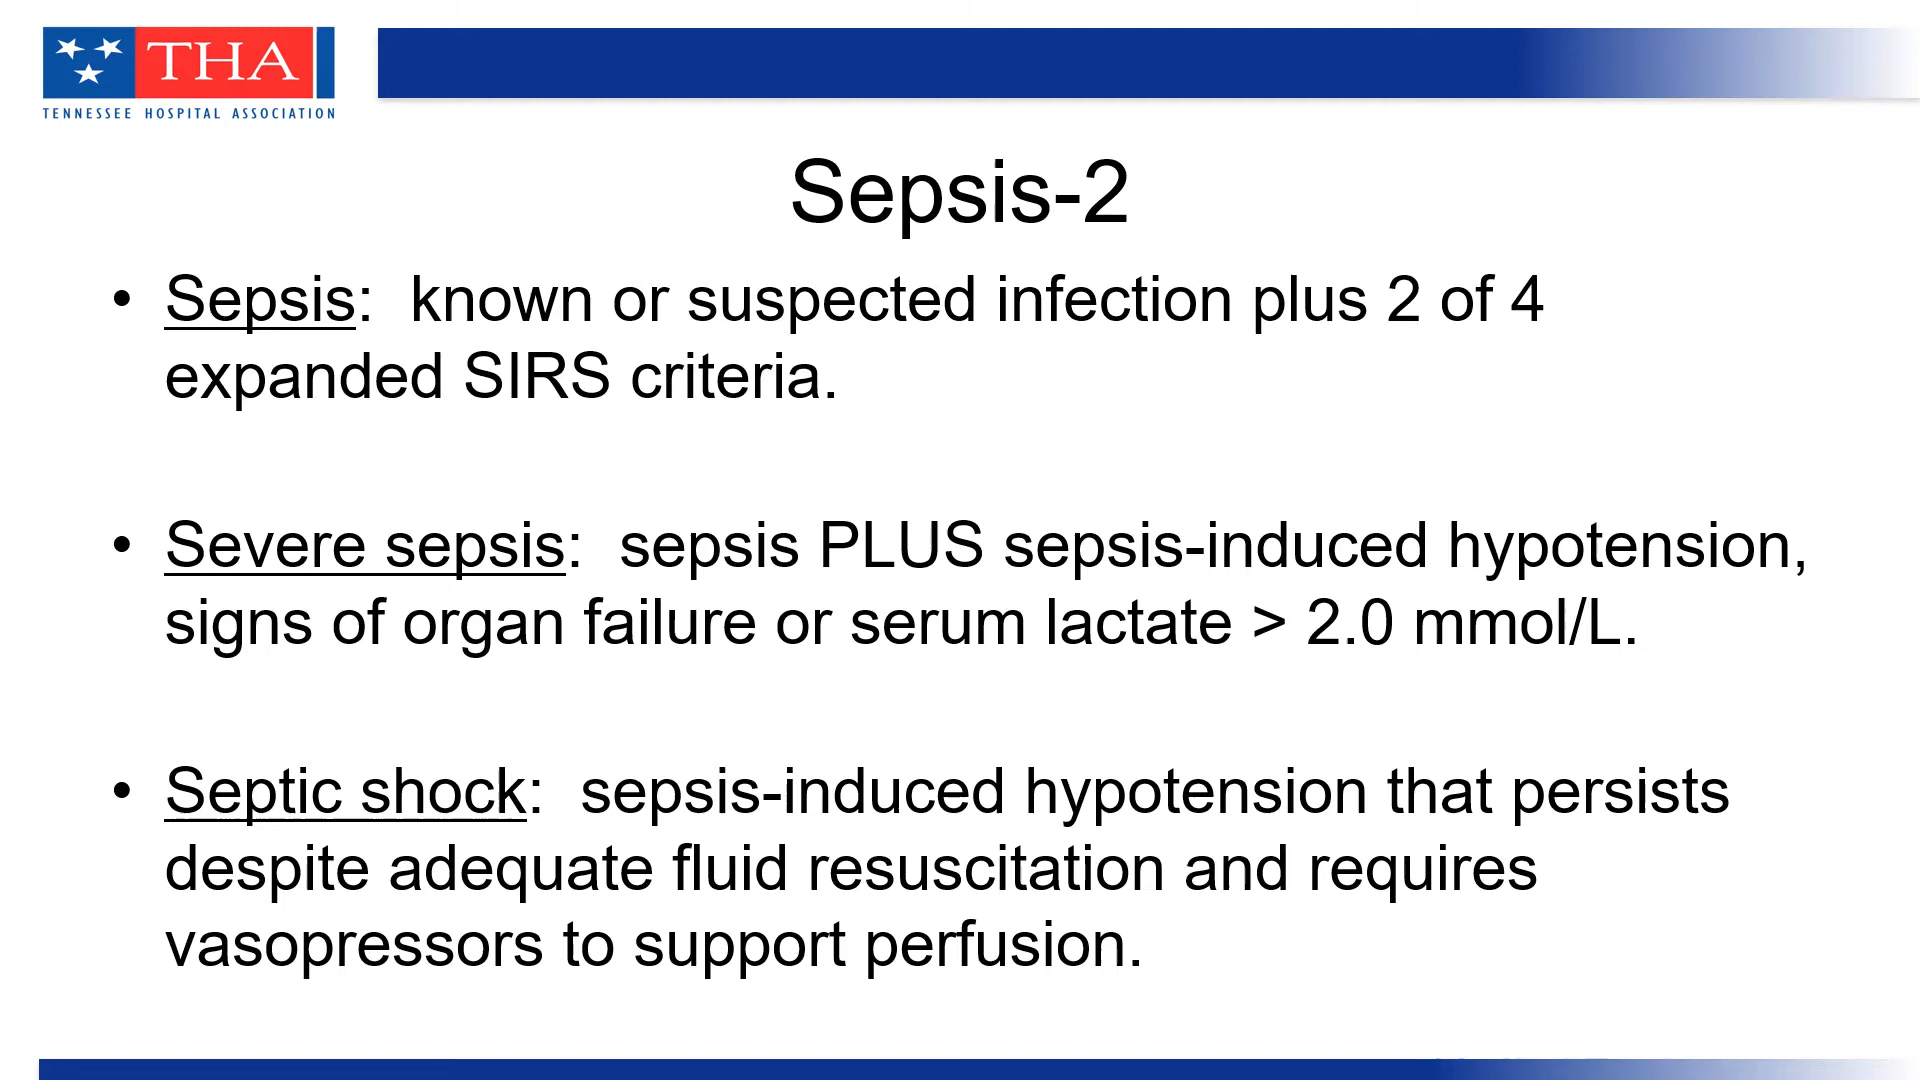 THA
TENNESSEE HOSPITAL ASSOCIATION
Sepsis-2
• Sepsis: known or suspected infection plus 2 of 4
expanded SIRS criteria.
• Severe sepsis: sepsis PLUS sepsis-induced hypotension,
signs of organ failure or serum lactate > 2.0 mmol/L.
• Septic shock: sepsis-induced hypotension that persists
despite adequate fluid resuscitation and requires
vasopressors to support perfusion.